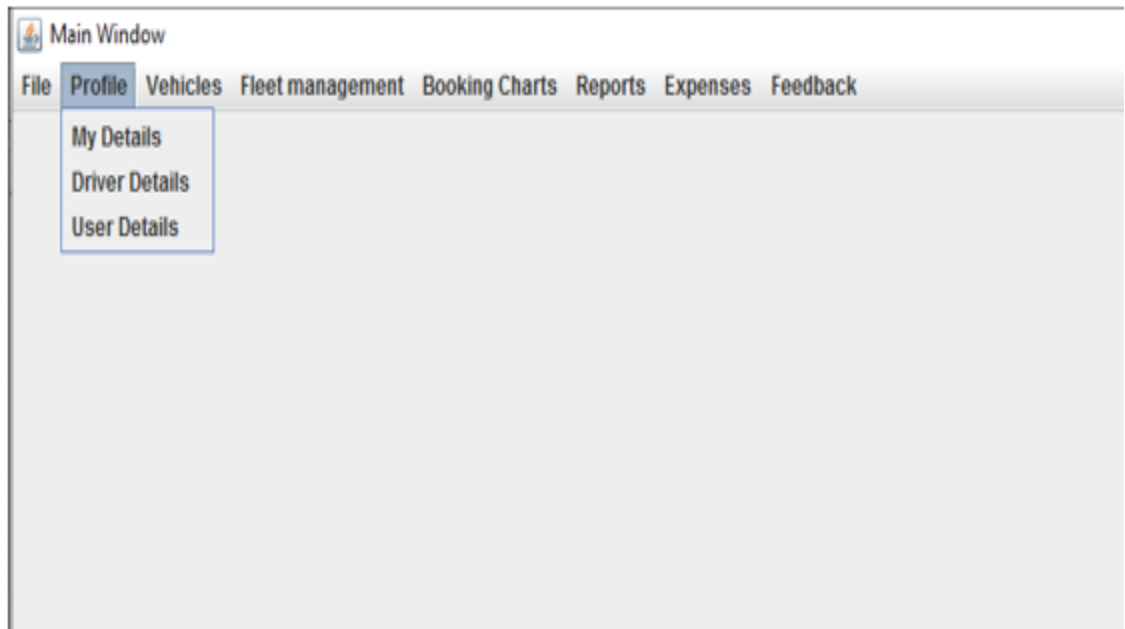 Main Window
File Profile Vehicles Fleet management Booking Charts Reports Expenses Feedback
My Details
Driver Details
User Details